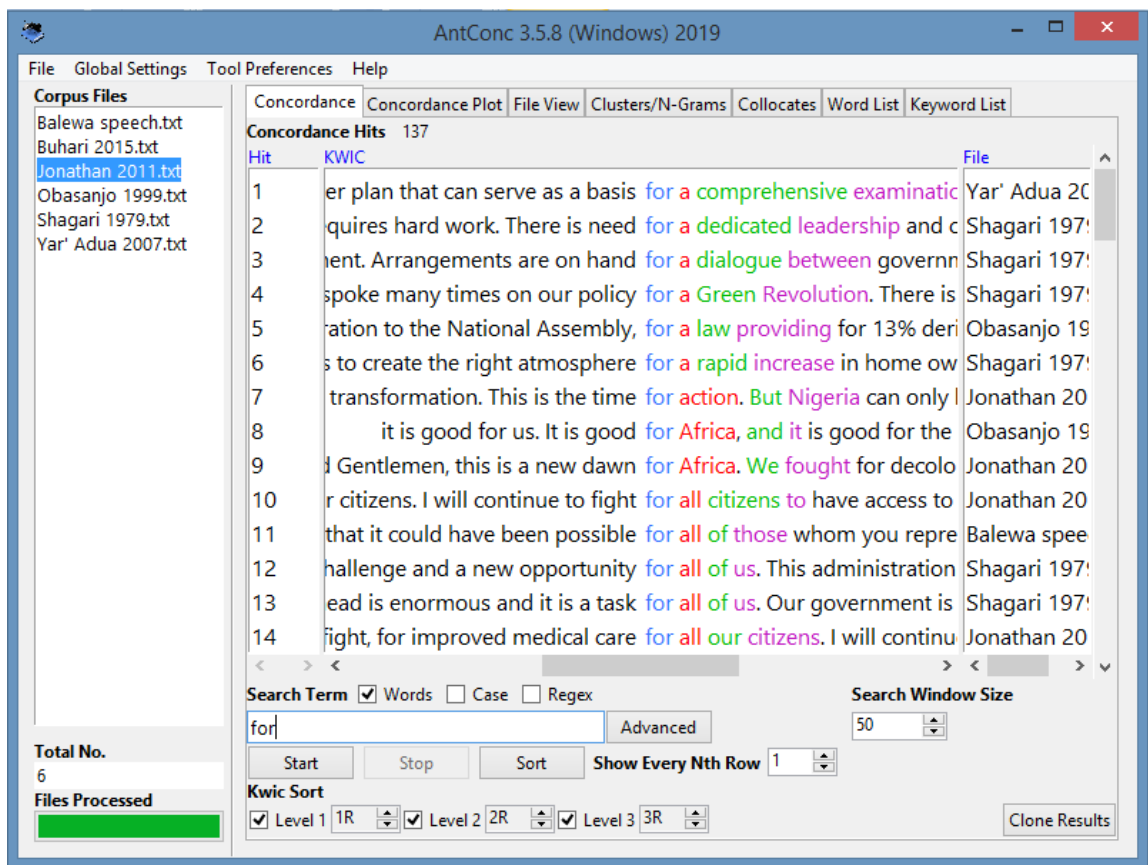 AntConc 3.5.8 (Windows) 2019
File Global Settings Tool Preferences Help
Corpus Files
Balewa speech.txt
Buhari 2015.txt
Jonathan 2011.txt
Obasanjo 1999.txt
Shagari 1979.txt
Yar' Adua 2007.txt
Total No.
6
Files Processed
Concordance Concordance Plot File View Clusters/N-Grams Collocates Word List Keyword List
Concordance Hits 137
Hit KWIC File
1 er plan that can serve as a basis for a comprehensive examinatic Yar' Adua 20
2 quires hard work. There is need for a dedicated leadership and c Shagari 197
3 nent. Arrangements are on hand for a dialogue between governn Shagari 197
4 spoke many times on our policy for a Green Revolution. There is Shagari 197
5 ration to the National Assembly, for a law providing for 13% deri Obasanjo 19
6 s to create the right atmosphere for a rapid increase in home ow Shagari 197
7 transformation. This is the time for action. But Nigeria can only Jonathan 20
8 it is good for us. It is good for Africa, and it is good for the Obasanjo 19
9 d Gentlemen, this is a new dawn for Africa. We fought for decolo Jonathan 20
10 r citizens. I will continue to fight for all citizens to have access to Jonathan 20
11 that it could have been possible for all of those whom you repre Balewa spee
12 hallenge and a new opportunity for all of us. This administration Shagari 197
13 ead is enormous and it is a task for all of us. Our government is Shagari 197
14 fight, for improved medical care for all our citizens. I will continu Jonathan 20
Search Term Words Case Regex Search Window Size
for Advanced 50
Start Stop Sort Show Every Nth Row 1
Kwic Sort
Level 1 1R Level 2 2R Level 3 3R Clone Results